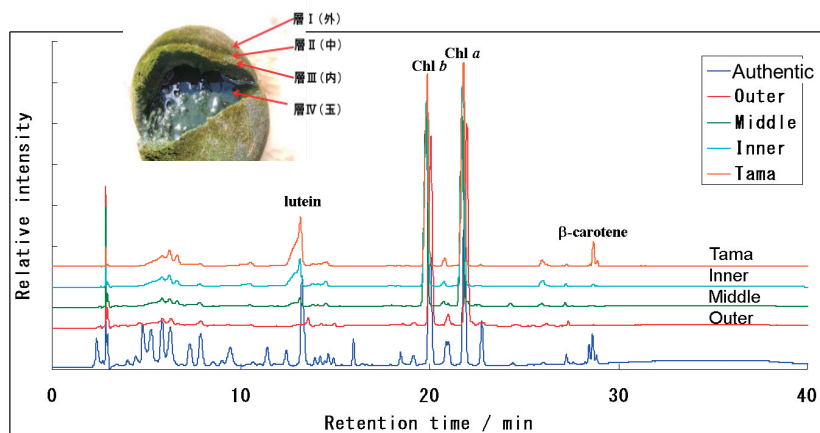 層Ⅰ(外)
層Ⅱ(中)
層Ⅲ(内)
層Ⅳ(玉)
Chl b
Chl a
lutein
β-carotene
Authentic
Outer
Middle
Inner
Tama
Tama
Inner
Middle
Outer
Relative intensity
0 10 20 30 40
Retention time / min